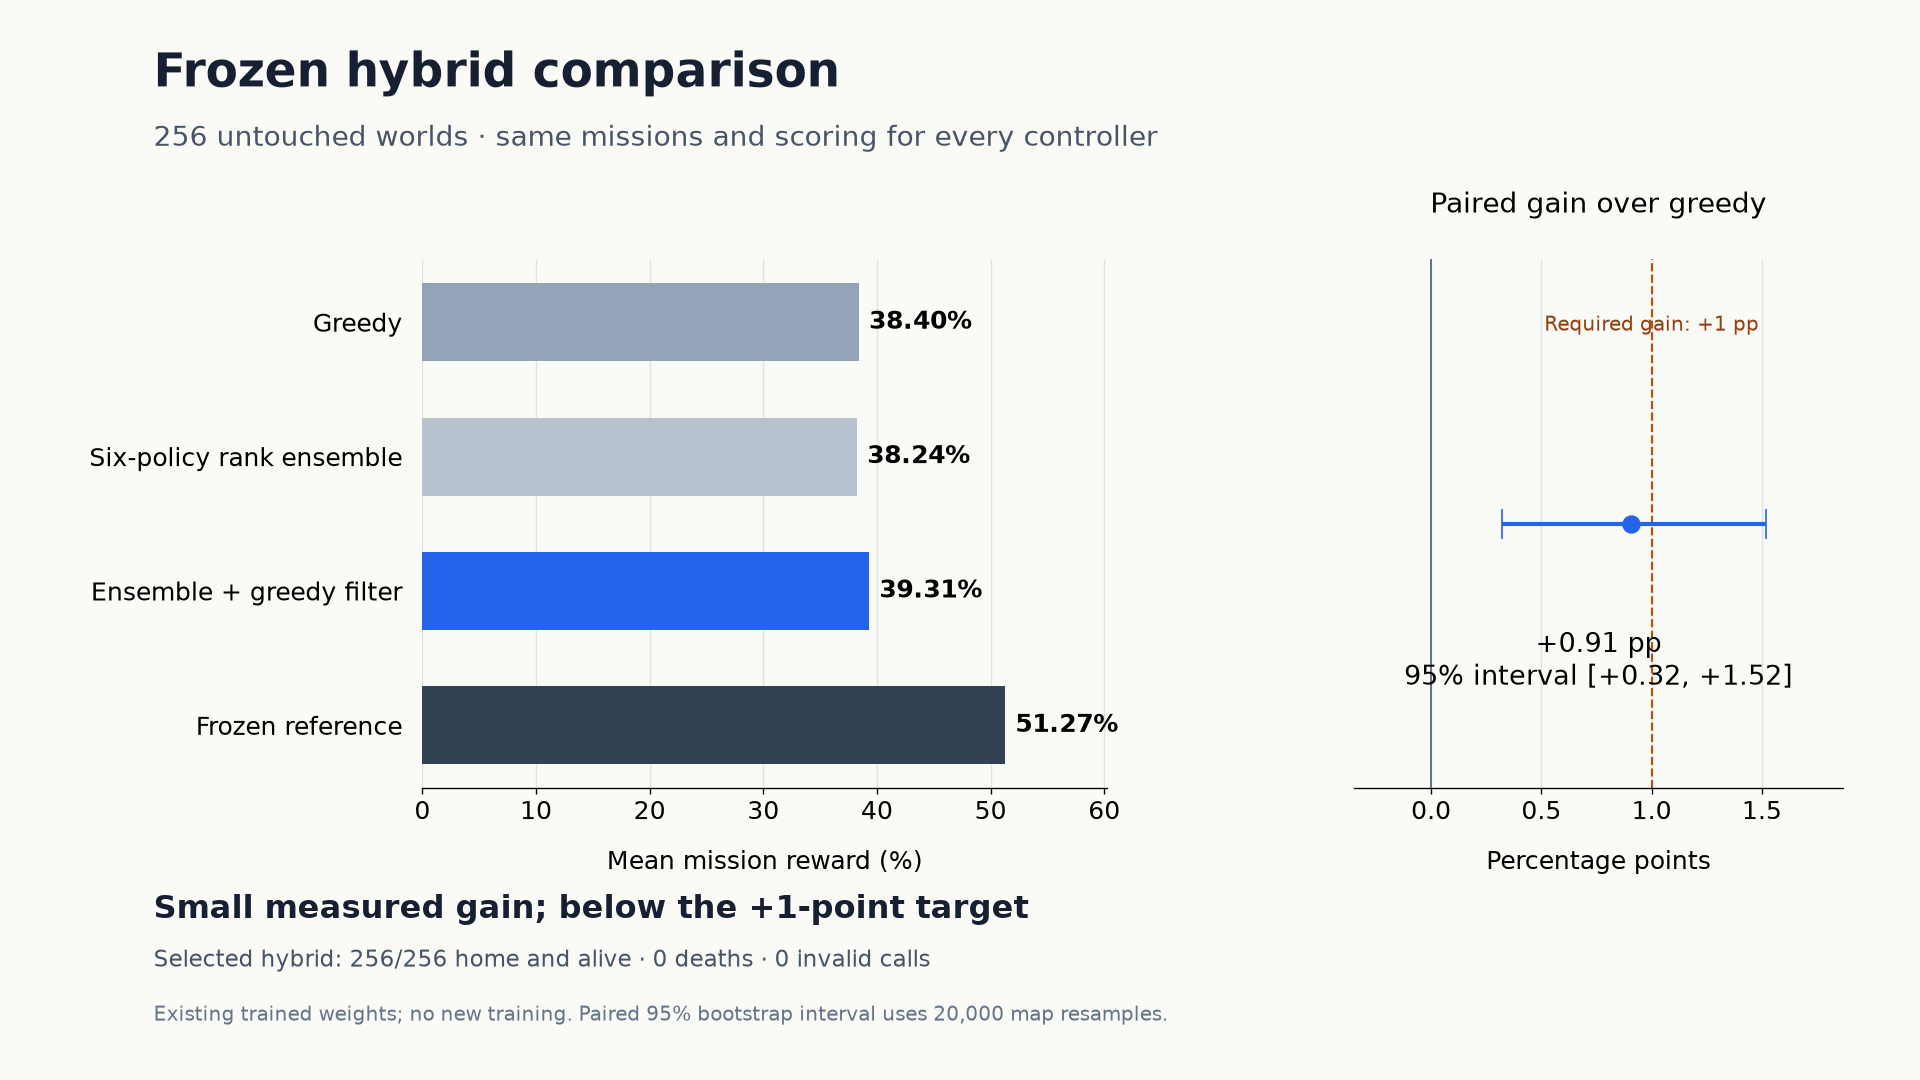 Frozen hybrid comparison
256 untouched worlds · same missions and scoring for every controller
Greedy
38.40%
Six-policy rank ensemble
38.24%
Ensemble + greedy filter
39.31%
Frozen reference
51.27%
0 10 20 30 40 50 60
Mean mission reward (%)
Paired gain over greedy
Required gain: +1 pp
+0.91 pp
95% interval [+0.32, +1.52]
0.0 0.5 1.0 1.5
Percentage points
Small measured gain; below the +1-point target
Selected hybrid: 256/256 home and alive · 0 deaths · 0 invalid calls
Existing trained weights; no new training. Paired 95% bootstrap interval uses 20,000 map resamples.